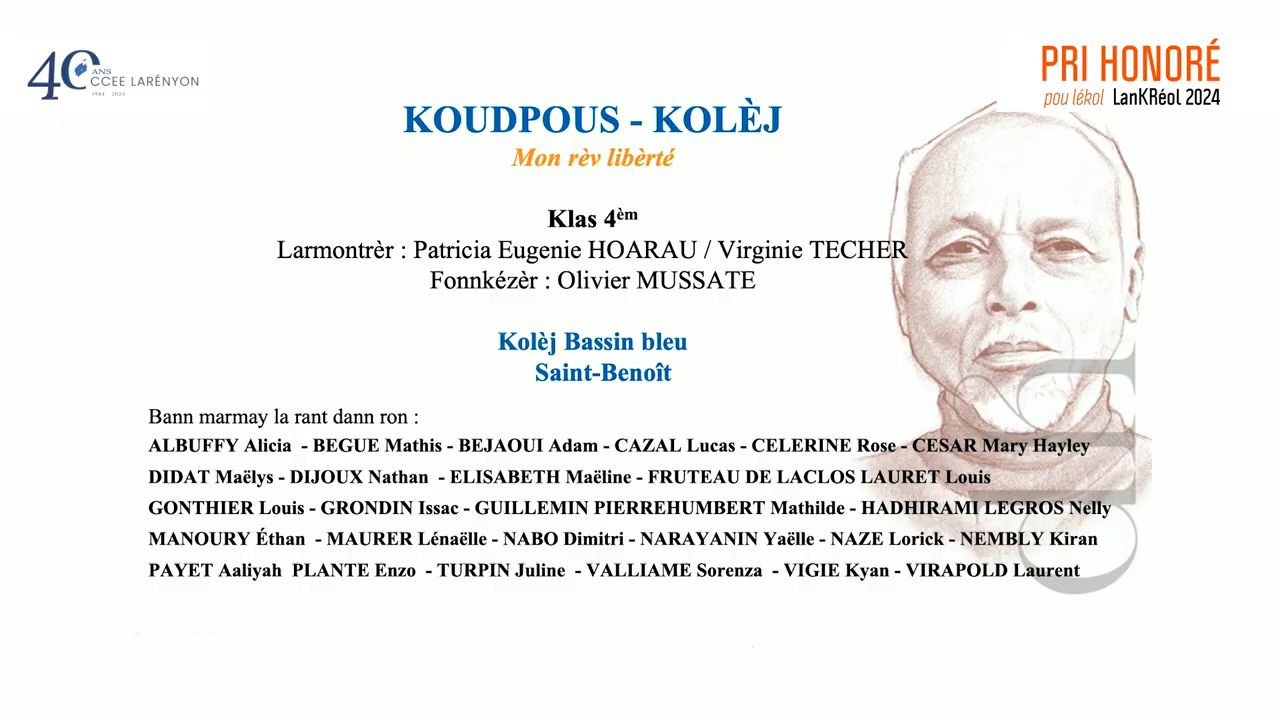 40 ANS
CCEE LARÉNYON
1984 - 2024
PRI HONORÉ
pou lékol LanKRéol 2024
KOUDPOUS - KOLÈJ
Mon rèv libèrté
Klas 4èm
Larmontrèr : Patricia Eugenie HOARAU / Virginie TECHER
Fonnkézèr : Olivier MUSSATE
Kolèj Bassin bleu
Saint-Benoît
Bann marmay la rant dann ron :
ALBUFFY Alicia - BEGUE Mathis - BEJAOUI Adam - CAZAL Lucas - CELERINE Rose - CESAR Mary Hayley
DIDAT Maëlys - DIJOUX Nathan - ELISABETH Maëline - FRUTEAU DE LACLOS LAURET Louis
GONTHIER Louis - GRONDIN Issac - GUILLEMIN PIERREHUMBERT Mathilde - HADHIRAMI LEGROS Nelly
MANOURY Éthan - MAURER Lénaëlle - NABO Dimitri - NARAYANIN Yaëlle - NAZE Lorick - NEMBLY Kiran
PAYET Aaliyah PLANTE Enzo - TURPIN Juline - VALLIAME Sorenza - VIGIE Kyan - VIRAPOLD Laurent